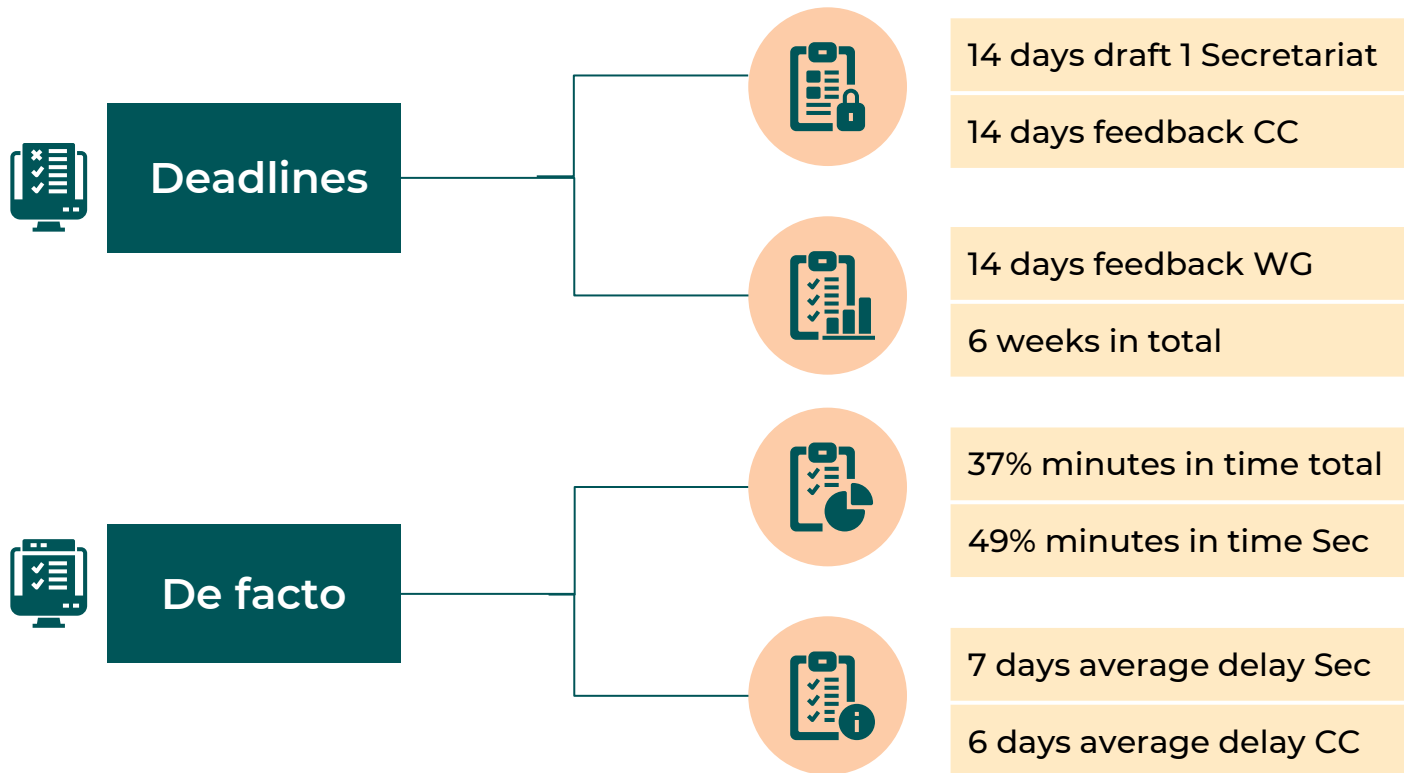 Deadlines
14 days draft 1 Secretariat
14 days feedback CC
14 days feedback WG
6 weeks in total
De facto
37% minutes in time total
49% minutes in time Sec
7 days average delay Sec
6 days average delay CC